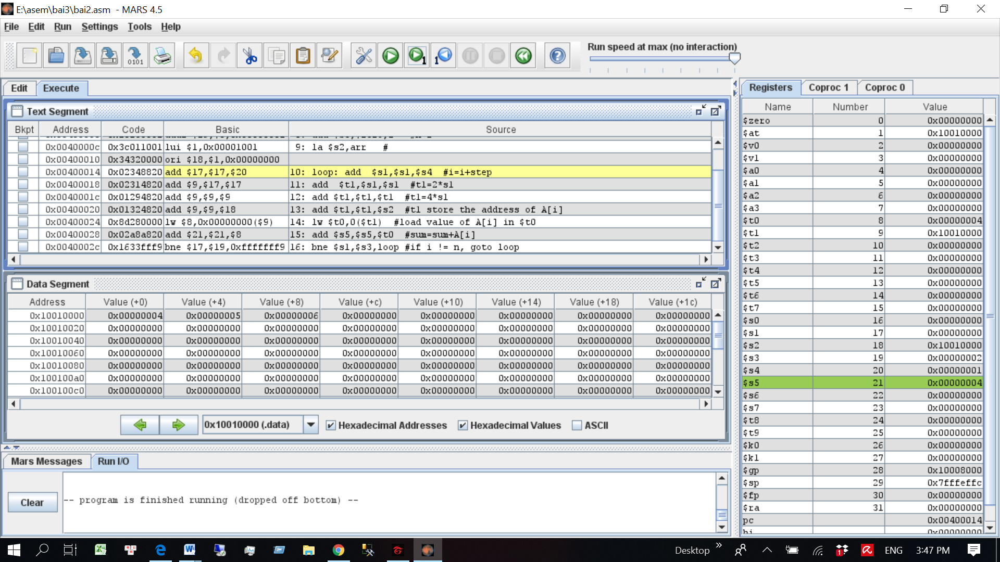 E:\asem\bai3\bai2.asm - MARS 4.5
File Edit Run Settings Tools Help
Run speed at max (no interaction)
Edit Execute
Text Segment
Bkpt Address Code Basic Source
0x0040000c 0x3c011001 lui $1,0x00001001 9: la $s2,arr #
0x00400010 0x34320000 ori $18,$1,0x00000000
0x00400014 0x02348820 add $17,$17,$20 10: loop: add $s1,$s1,$s4 #i=i+step
0x00400018 0x02314820 add $9,$17,$17 11: add $t1,$s1,$s1 #t1=2*s1
0x0040001c 0x01294820 add $9,$9,$9 12: add $t1,$t1,$t1 #t1=4*s1
0x00400020 0x01324820 add $9,$9,$18 13: add $t1,$t1,$s2 #t1 store the address of A[i]
0x00400024 0x8d280000 lw $8,0x00000000($9) 14: lw $t0,0($t1) #load value of A[i] in $t0
0x00400028 0x02a8a820 add $21,$21,$8 15: add $s5,$s5,$t0 #sum=sum+A[i]
0x0040002c 0x1633fff9 bne $17,$19,0xfffffff9 16: bne $s1,$s3,loop #if i != n, goto loop
Data Segment
Address Value (+0) Value (+4) Value (+8) Value (+c) Value (+10) Value (+14) Value (+18) Value (+1c)
0x10010000 0x00000004 0x00000005 0x00000006 0x00000000 0x00000000 0x00000000 0x00000000 0x00000000
0x10010020 0x00000000 0x00000000 0x00000000 0x00000000 0x00000000 0x00000000 0x00000000 0x00000000
0x10010040 0x00000000 0x00000000 0x00000000 0x00000000 0x00000000 0x00000000 0x00000000 0x00000000
0x10010060 0x00000000 0x00000000 0x00000000 0x00000000 0x00000000 0x00000000 0x00000000 0x00000000
0x10010080 0x00000000 0x00000000 0x00000000 0x00000000 0x00000000 0x00000000 0x00000000 0x00000000
0x100100a0 0x00000000 0x00000000 0x00000000 0x00000000 0x00000000 0x00000000 0x00000000 0x00000000
0x100100c0 0x00000000 0x00000000 0x00000000 0x00000000 0x00000000 0x00000000 0x00000000 0x00000000
0x10010000 (.data) Hexadecimal Addresses Hexadecimal Values ASCII
Mars Messages Run I/O
Clear
-- program is finished running (dropped off bottom) --
Registers Coproc 1 Coproc 0
Name Number Value
$zero 0 0x00000000
$at 1 0x10010000
$v0 2 0x00000000
$v1 3 0x00000000
$a0 4 0x00000000
$a1 5 0x00000000
$a2 6 0x00000000
$a3 7 0x00000000
$t0 8 0x00000004
$t1 9 0x10010000
$t2 10 0x00000000
$t3 11 0x00000000
$t4 12 0x00000000
$t5 13 0x00000000
$t6 14 0x00000000
$t7 15 0x00000000
$s0 16 0x00000000
$s1 17 0x00000000
$s2 18 0x10010000
$s3 19 0x00000002
$s4 20 0x00000001
$s5 21 0x00000004
$s6 22 0x00000000
$s7 23 0x00000000
$t8 24 0x00000000
$t9 25 0x00000000
$k0 26 0x00000000
$k1 27 0x00000000
$gp 28 0x10008000
$sp 29 0x7fffeffc
$fp 30 0x00000000
$ra 31 0x00000000
pc 0x00400014
hi 0x00000000
Desktop ENG 3:47 PM